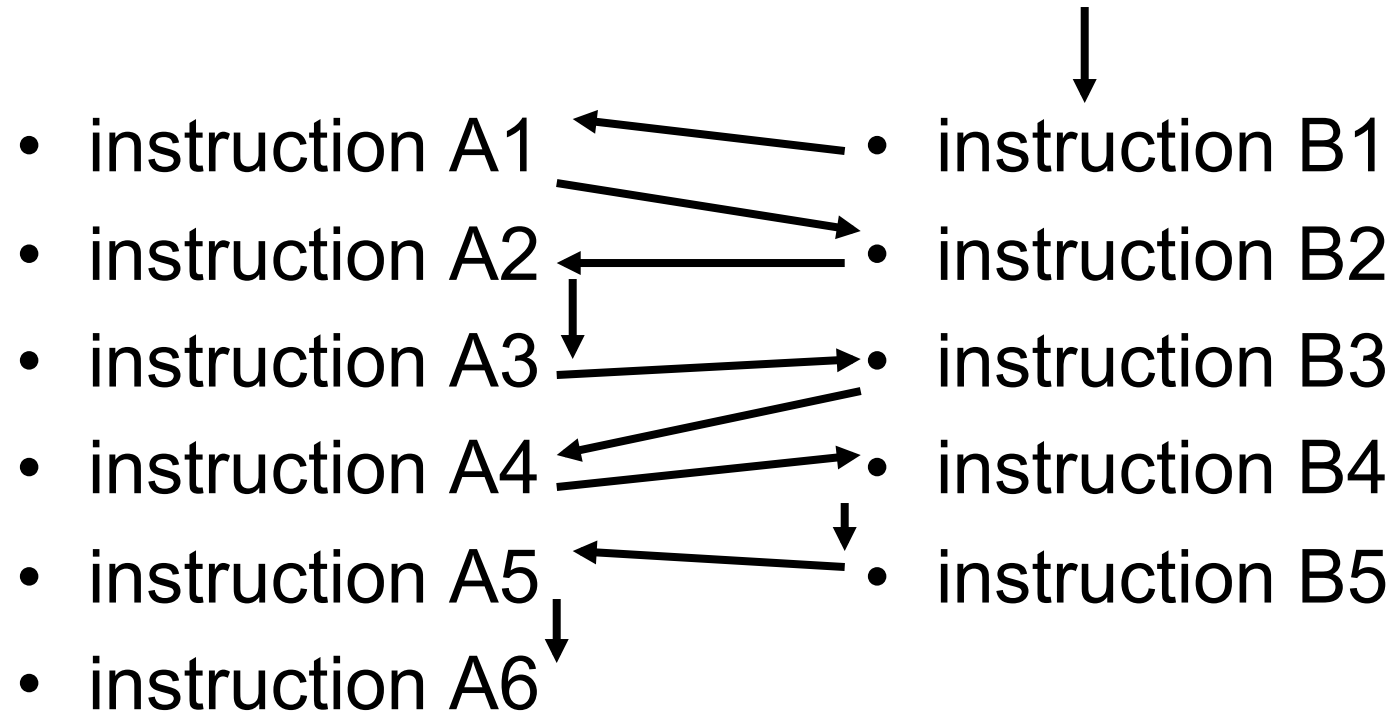 • instruction A1
• instruction A2
• instruction A3
• instruction A4
• instruction A5
• instruction A6
• instruction B1
• instruction B2
• instruction B3
• instruction B4
• instruction B5